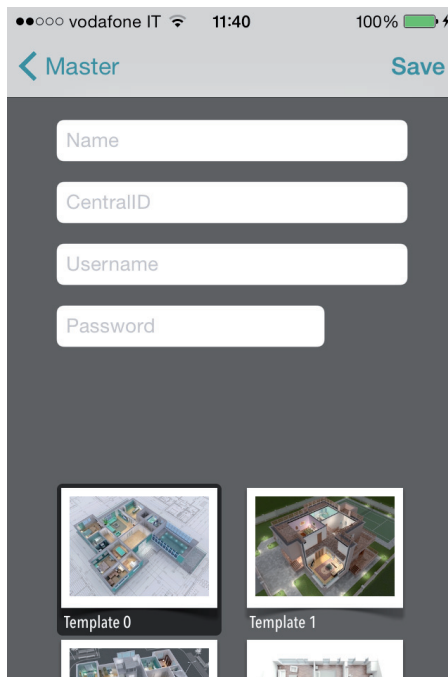 vodafone IT 11:40 100%
Master Save
Name
CentralID
Username
Password
Template 0 Template 1